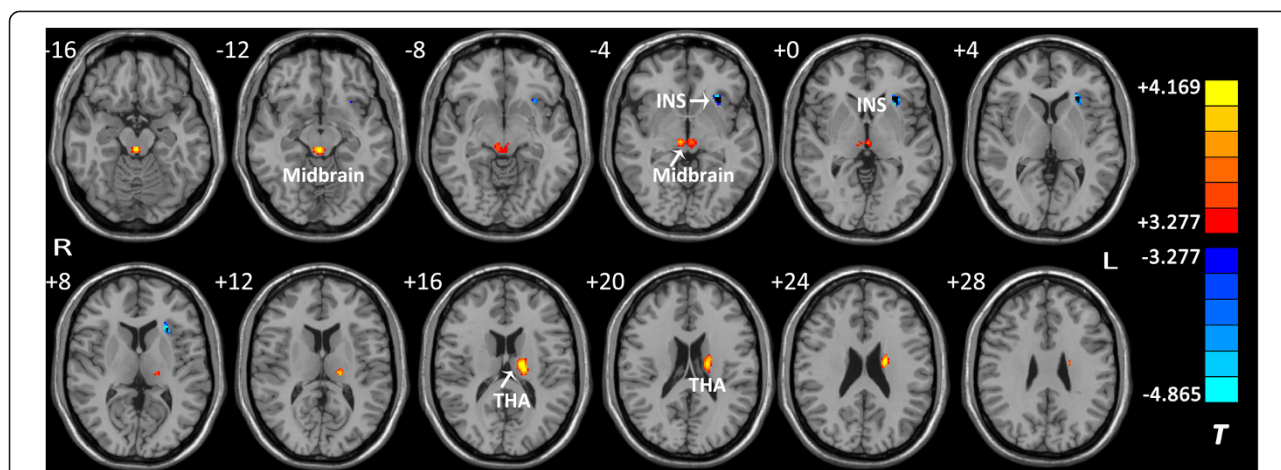 -16 -12 -8 -4 +0 +4
INS INS
Midbrain Midbrain
+4.169
+3.277
-3.277
-4.865
T
R L
+8 +12 +16 +20 +24 +28
THA THA